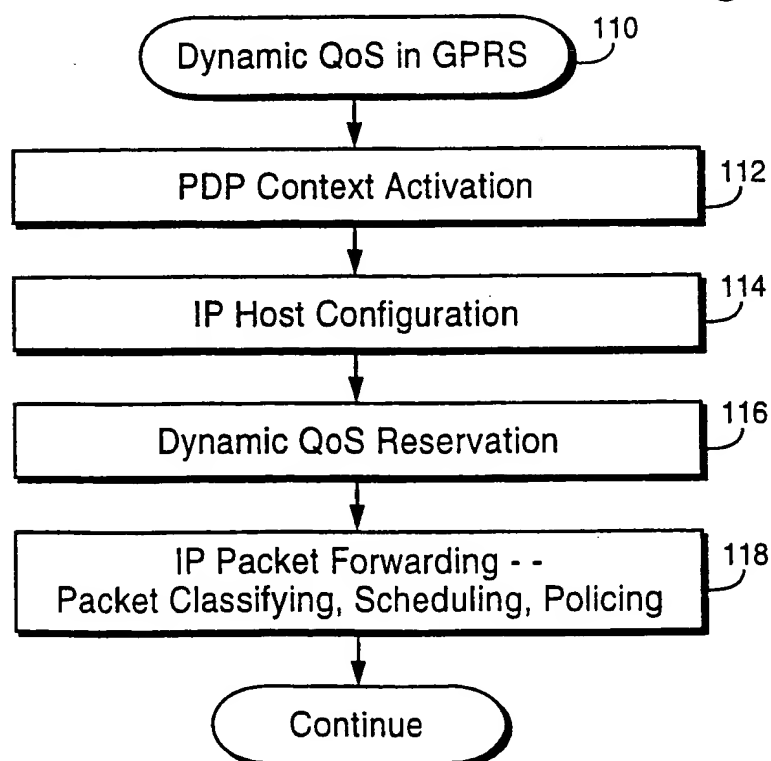 Dynamic QoS in GPRS
110
PDP Context Activation
112
IP Host Configuration
114
Dynamic QoS Reservation
116
IP Packet Forwarding - -
Packet Classifying, Scheduling, Policing
118
Continue